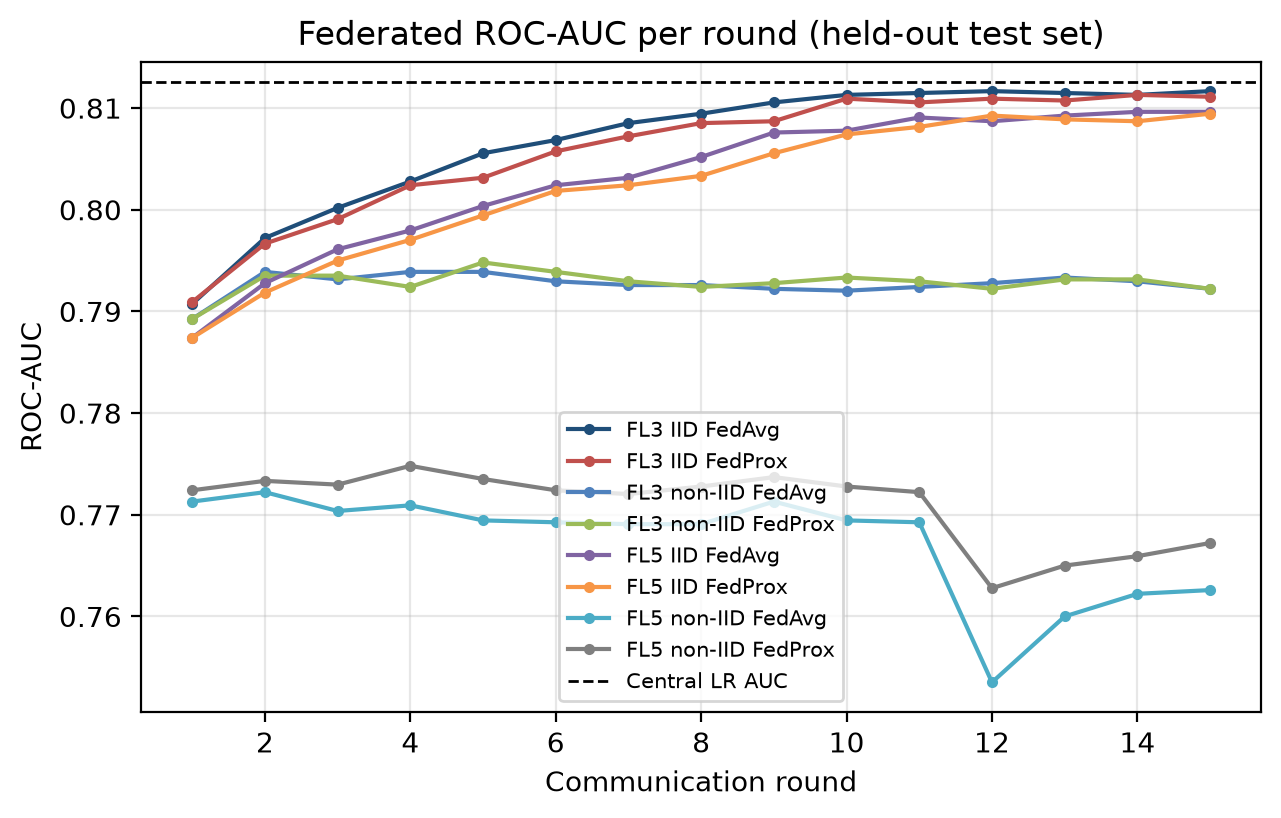 Federated ROC-AUC per round (held-out test set)
ROC-AUC
0.81
0.80
0.79
0.78
0.77
0.76
FL3 IID FedAvg
FL3 IID FedProx
FL3 non-IID FedAvg
FL3 non-IID FedProx
FL5 IID FedAvg
FL5 IID FedProx
FL5 non-IID FedAvg
FL5 non-IID FedProx
Central LR AUC
2 4 6 8 10 12 14
Communication round